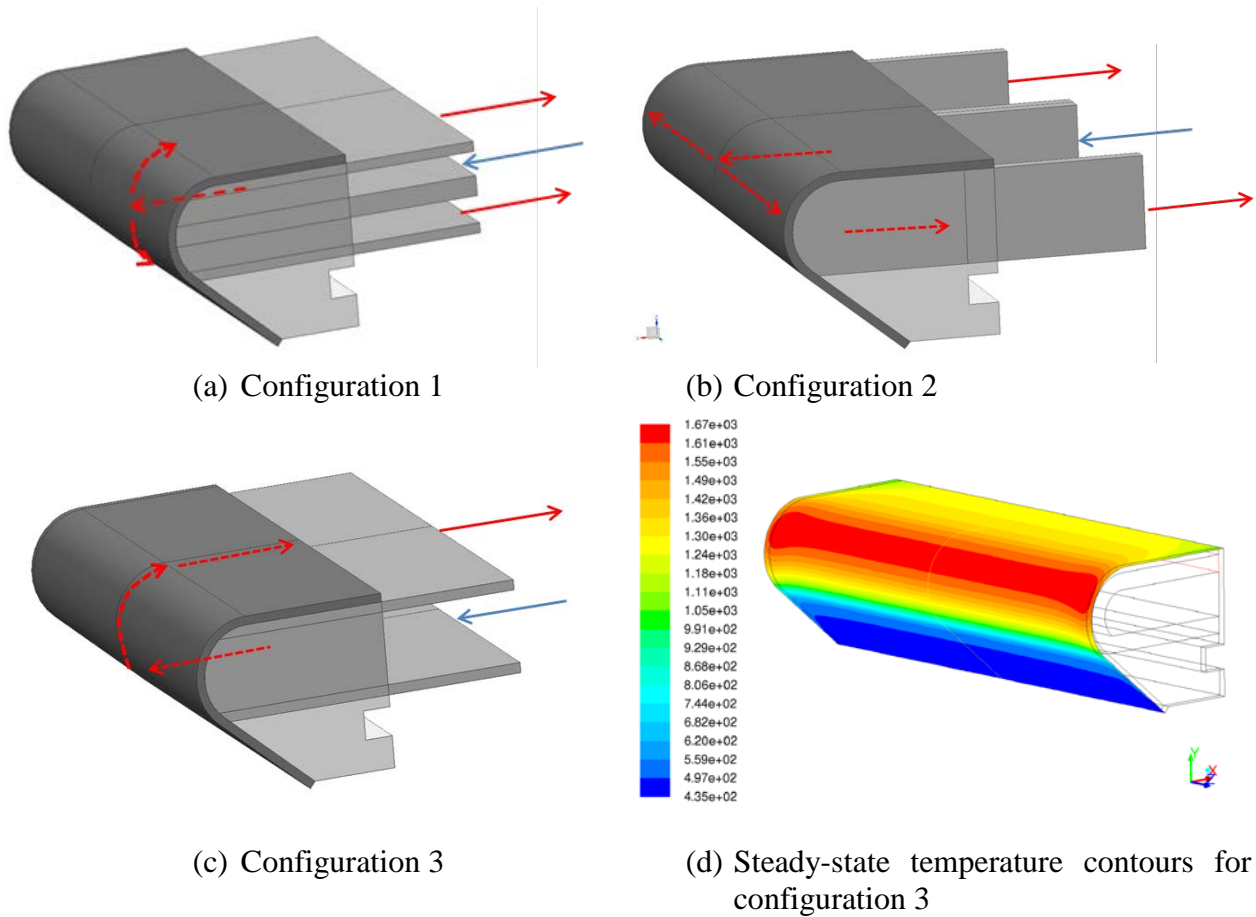 (a) Configuration 1
(b) Configuration 2
1.67e+03
1.61e+03
1.55e+03
1.49e+03
1.42e+03
1.36e+03
1.30e+03
1.24e+03
1.18e+03
1.11e+03
1.05e+03
9.91e+02
9.29e+02
8.68e+02
8.06e+02
7.44e+02
6.82e+02
6.20e+02
5.59e+02
4.97e+02
4.35e+02
Y
X
Z
(c) Configuration 3
(d) Steady-state temperature contours for
configuration 3